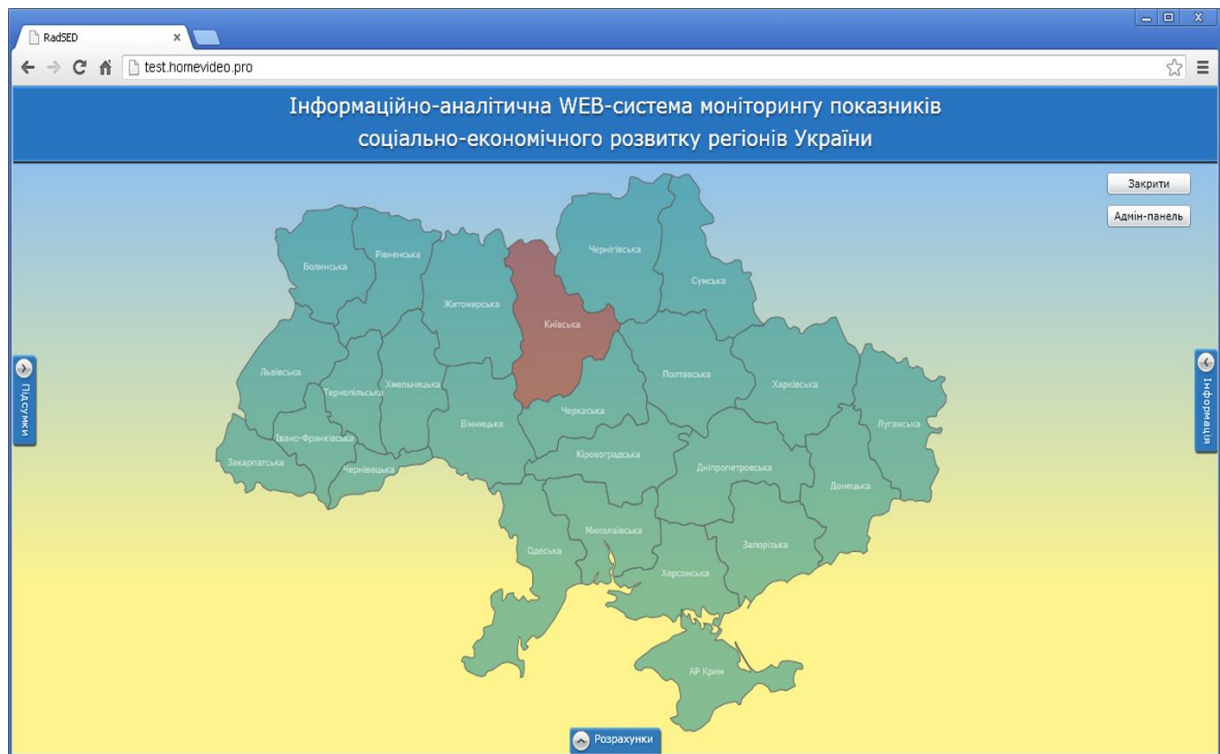 RadSED
test.homevideo.pro
Інформаційно-аналітична WEB-система моніторингу показників
соціально-економічного розвитку регіонів України
Закрити
Адмін-панель
Підсумки
Інформація
Волинська
Рівненська
Житомирська
Київська
Чернігівська
Сумська
Львівська
Тернопільська
Хмельницька
Вінницька
Черкаська
Полтавська
Харківська
Луганська
Івано-Франківська
Закарпатська
Чернівецька
Кіровоградська
Дніпропетровська
Донецька
Одеська
Миколаївська
Херсонська
Запорізька
АР Крим
Розрахунки